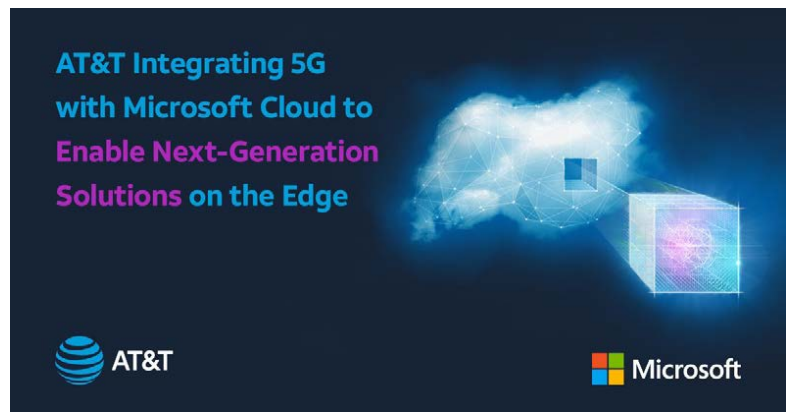 AT&T Integrating 5G
with Microsoft Cloud to
Enable Next-Generation
Solutions on the Edge
AT&T
Microsoft